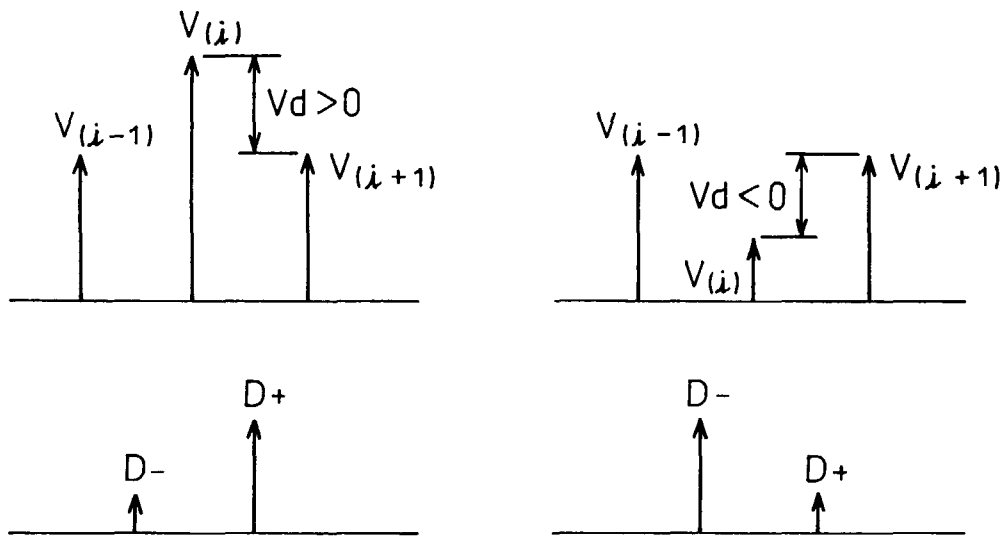 V(i)
Vd > 0
V(i-1)
V(i+1)
V(i-1)
V(i+1)
Vd < 0
V(i)
D+
D-
D-
D+